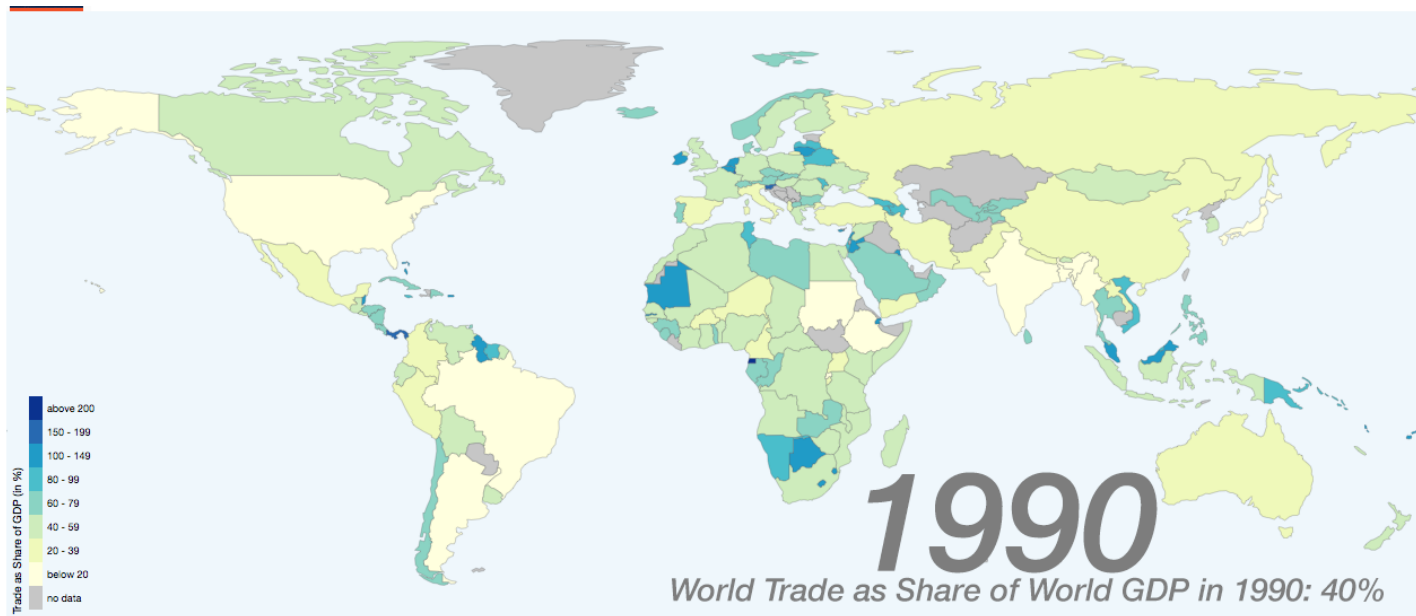 Trade as Share of GDP (in %)
above 200
150 - 199
100 - 149
80 - 99
60 - 79
40 - 59
20 - 39
below 20
no data
1990
World Trade as Share of World GDP in 1990: 40%